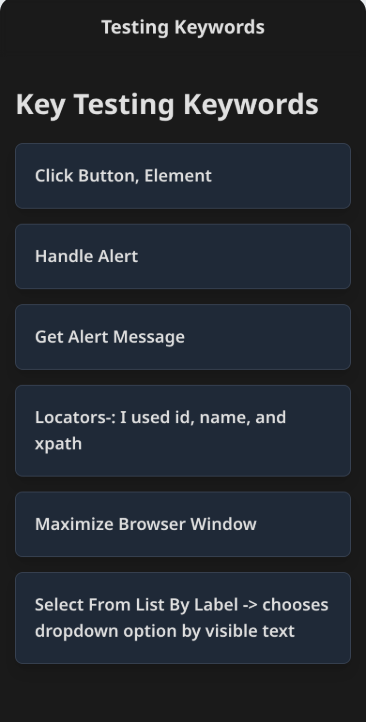 Testing Keywords
Key Testing Keywords
Click Button, Element
Handle Alert
Get Alert Message
Locators-: I used id, name, and
xpath
Maximize Browser Window
Select From List By Label -> chooses
dropdown option by visible text